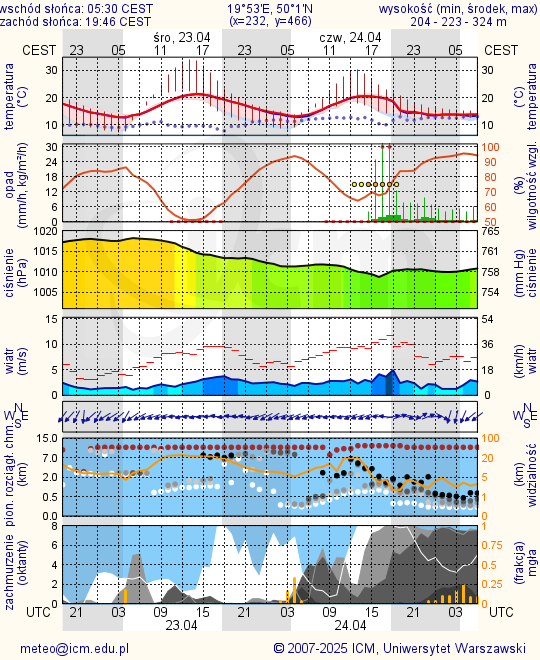 wschód słońca: 05:30 CEST 19°53'E, 50°1'N wysokość (min, środek, max)
zachód słońca: 19:46 CEST (x=232, y=466) 204 - 223 - 324 m
śro, 23.04 czw, 24.04
CEST 23 05 11 17 23 05 11 17 23 05 CEST
temperatura (°C) 30 20 10 30 20 10 (°C) temperatura
opad (mm/h, kg/m²/h) 30 24 18 12 6 0 100 90 80 70 60 50 (%) wilgotność wzgl.
ciśnienie (hPa) 1020 1015 1010 1005 765 761 758 754 (mm Hg) ciśnienie
wiatr (m/s) 15 10 5 0 54 36 18 0 (km/h) wiatr
N W E S N W E S
pion. rozciągł. chm. (km) 15.0 7.0 2.0 0.5 0.0 100 20 5 1 0 (km) widzialność
zachmurzenie (oktanty) 8 6 4 2 0 1 0.75 0.5 0.25 0 (frakcja) mgła
UTC 21 03 09 15 21 03 09 15 21 03 UTC
23.04 24.04
meteo@icm.edu.pl © 2007-2025 ICM, Uniwersytet Warszawski